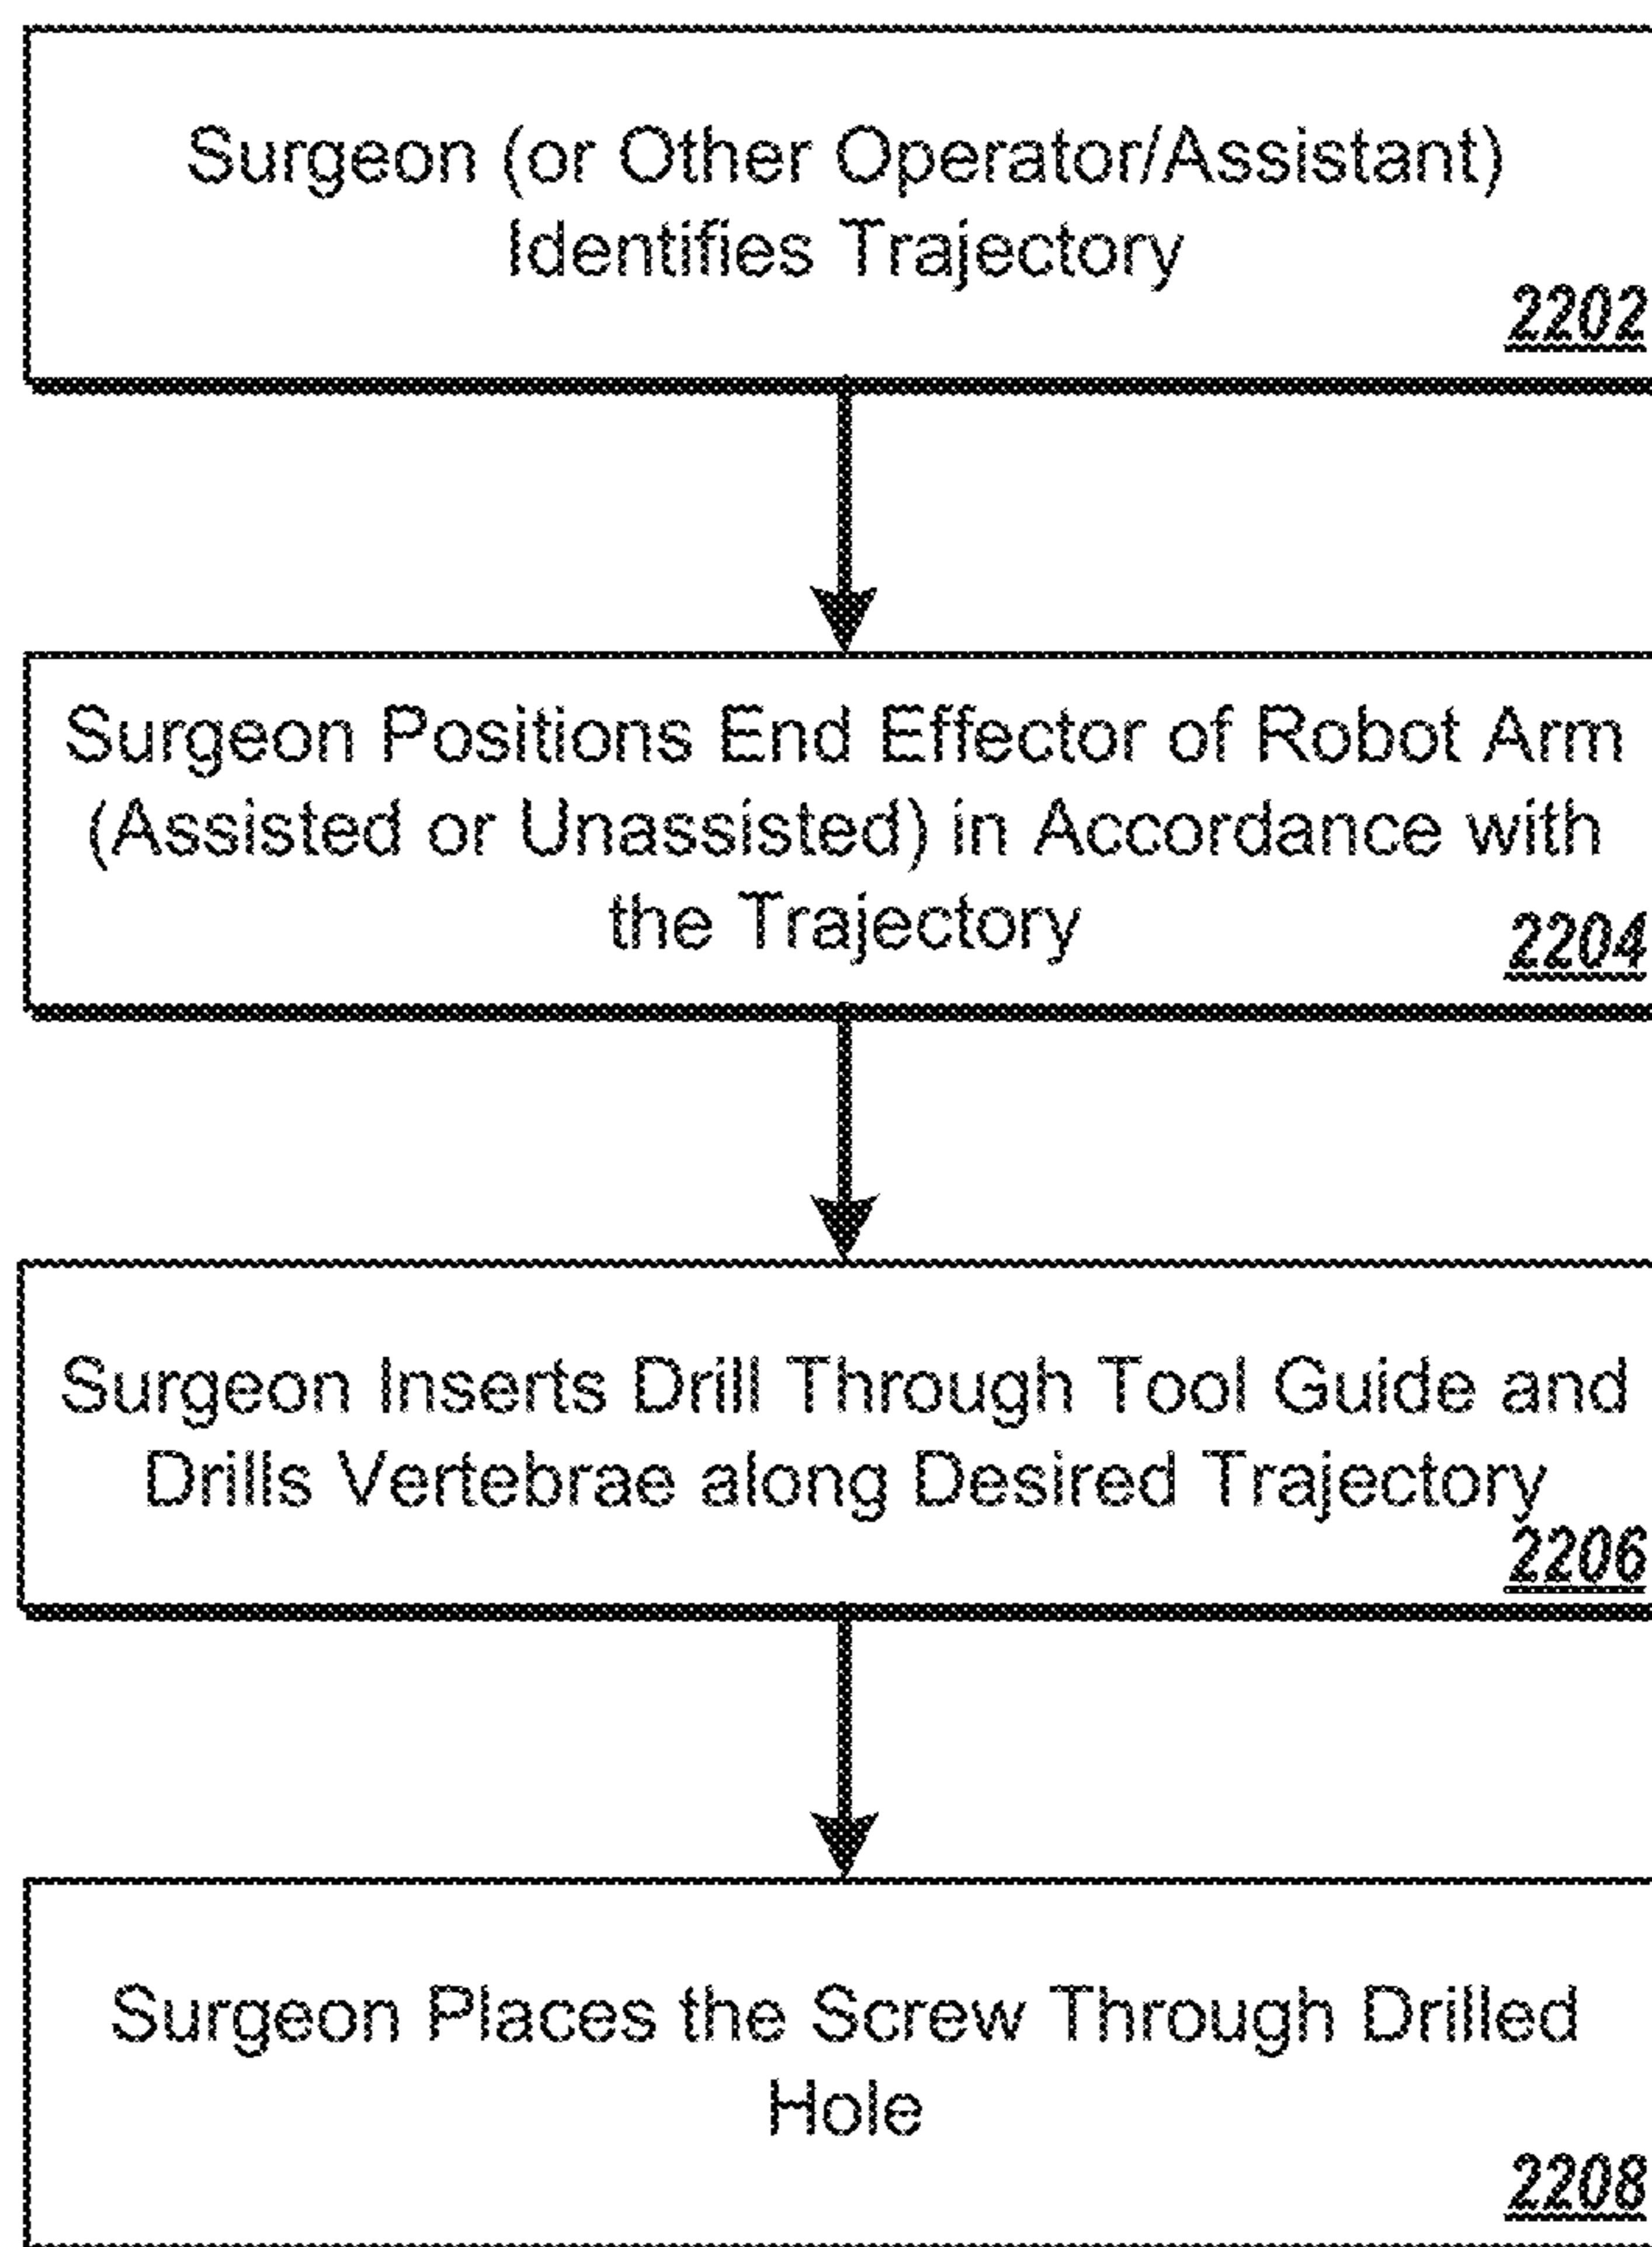 Surgeon (or Other Operator/Assistant)
Identifies Trajectory
2202
Surgeon Positions End Effector of Robot Arm
(Assisted or Unassisted) in Accordance with
the Trajectory
2204
Surgeon Inserts Drill Through Tool Guide and
Drills Vertebrae along Desired Trajectory
2206
Surgeon Places the Screw Through Drilled
Hole
2208